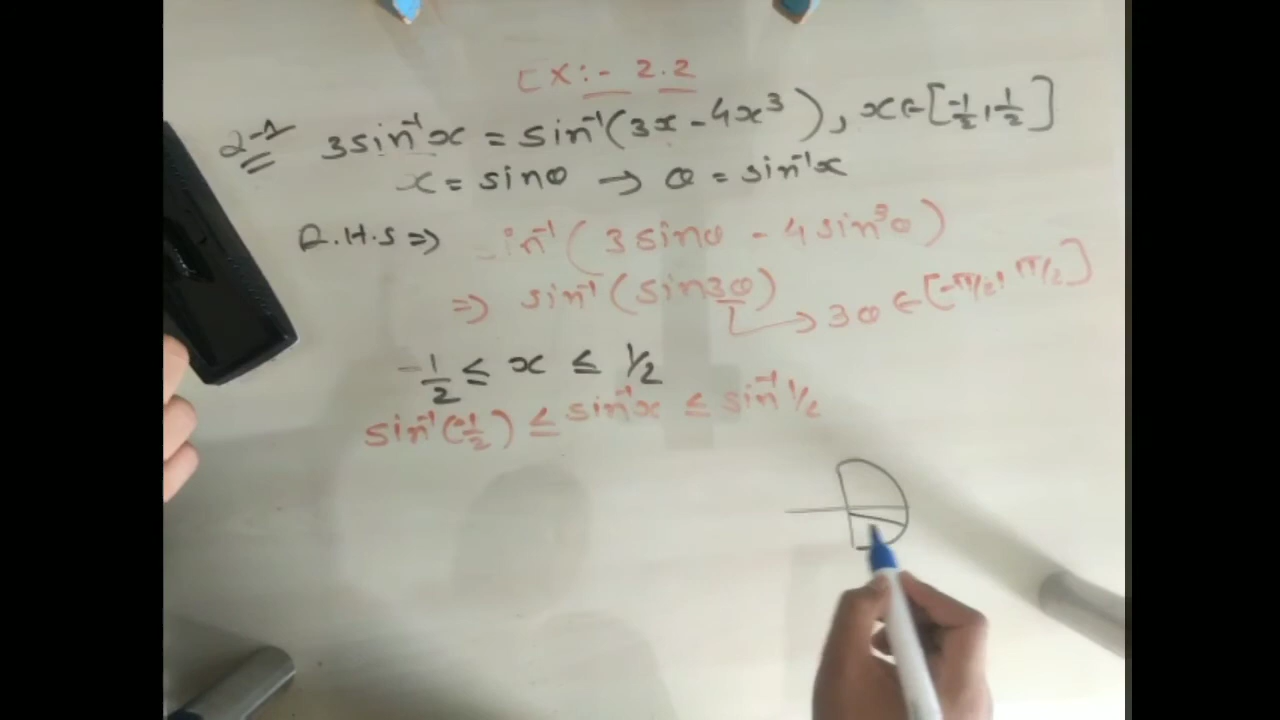 EX:- 2.2
Q-1 3sin⁻¹x = sin⁻¹(3x - 4x³), x ∈ [-1/2, 1/2]
x = sinθ → θ = sin⁻¹x
R.H.S ⇒ sin⁻¹(3sinθ - 4sin³θ)
⇒ sin⁻¹(sin3θ)
→ 3θ ∈ [-π/2, π/2]
-1/2 ≤ x ≤ 1/2
sin⁻¹(-1/2) ≤ sin⁻¹x ≤ sin⁻¹ 1/2